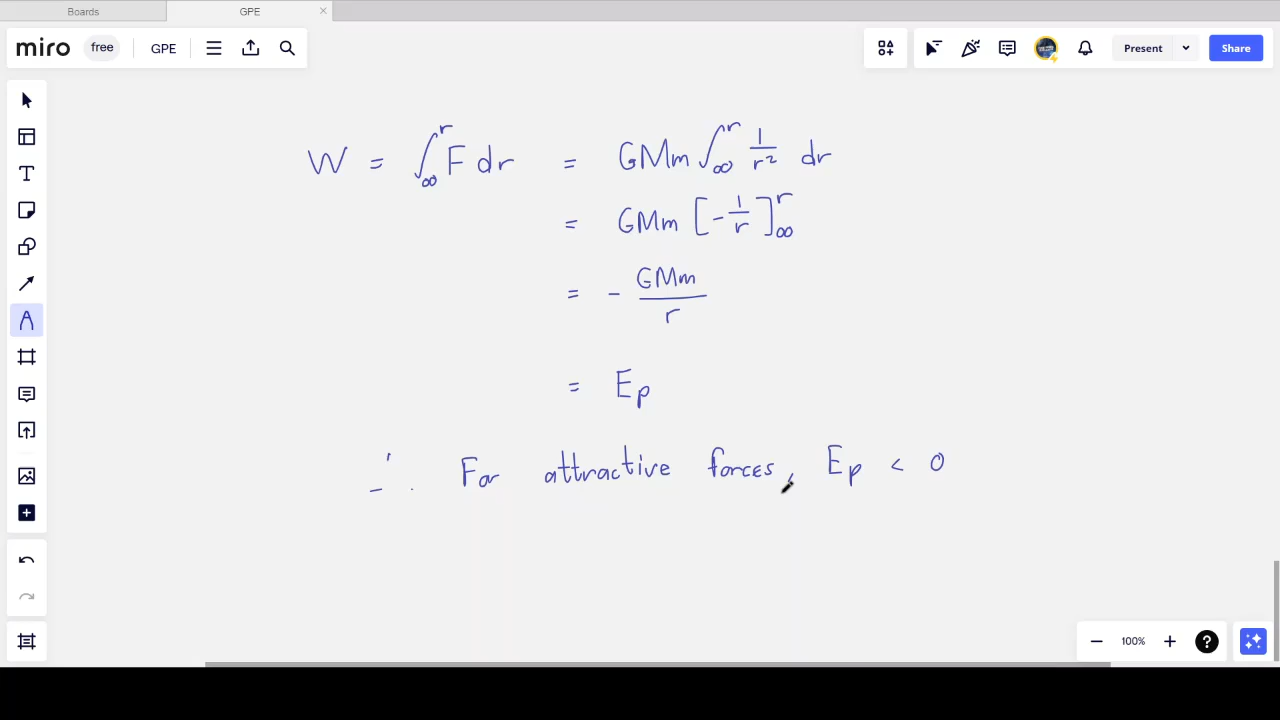 Boards GPE ×
miro free GPE Present Share
W = ∫_∞^r F dr = GMm ∫_∞^r 1/r² dr
= GMm [-1/r]_∞^r
= - GMm/r
= Ep
∴ For attractive forces, Ep < 0
T
− 100% + ?